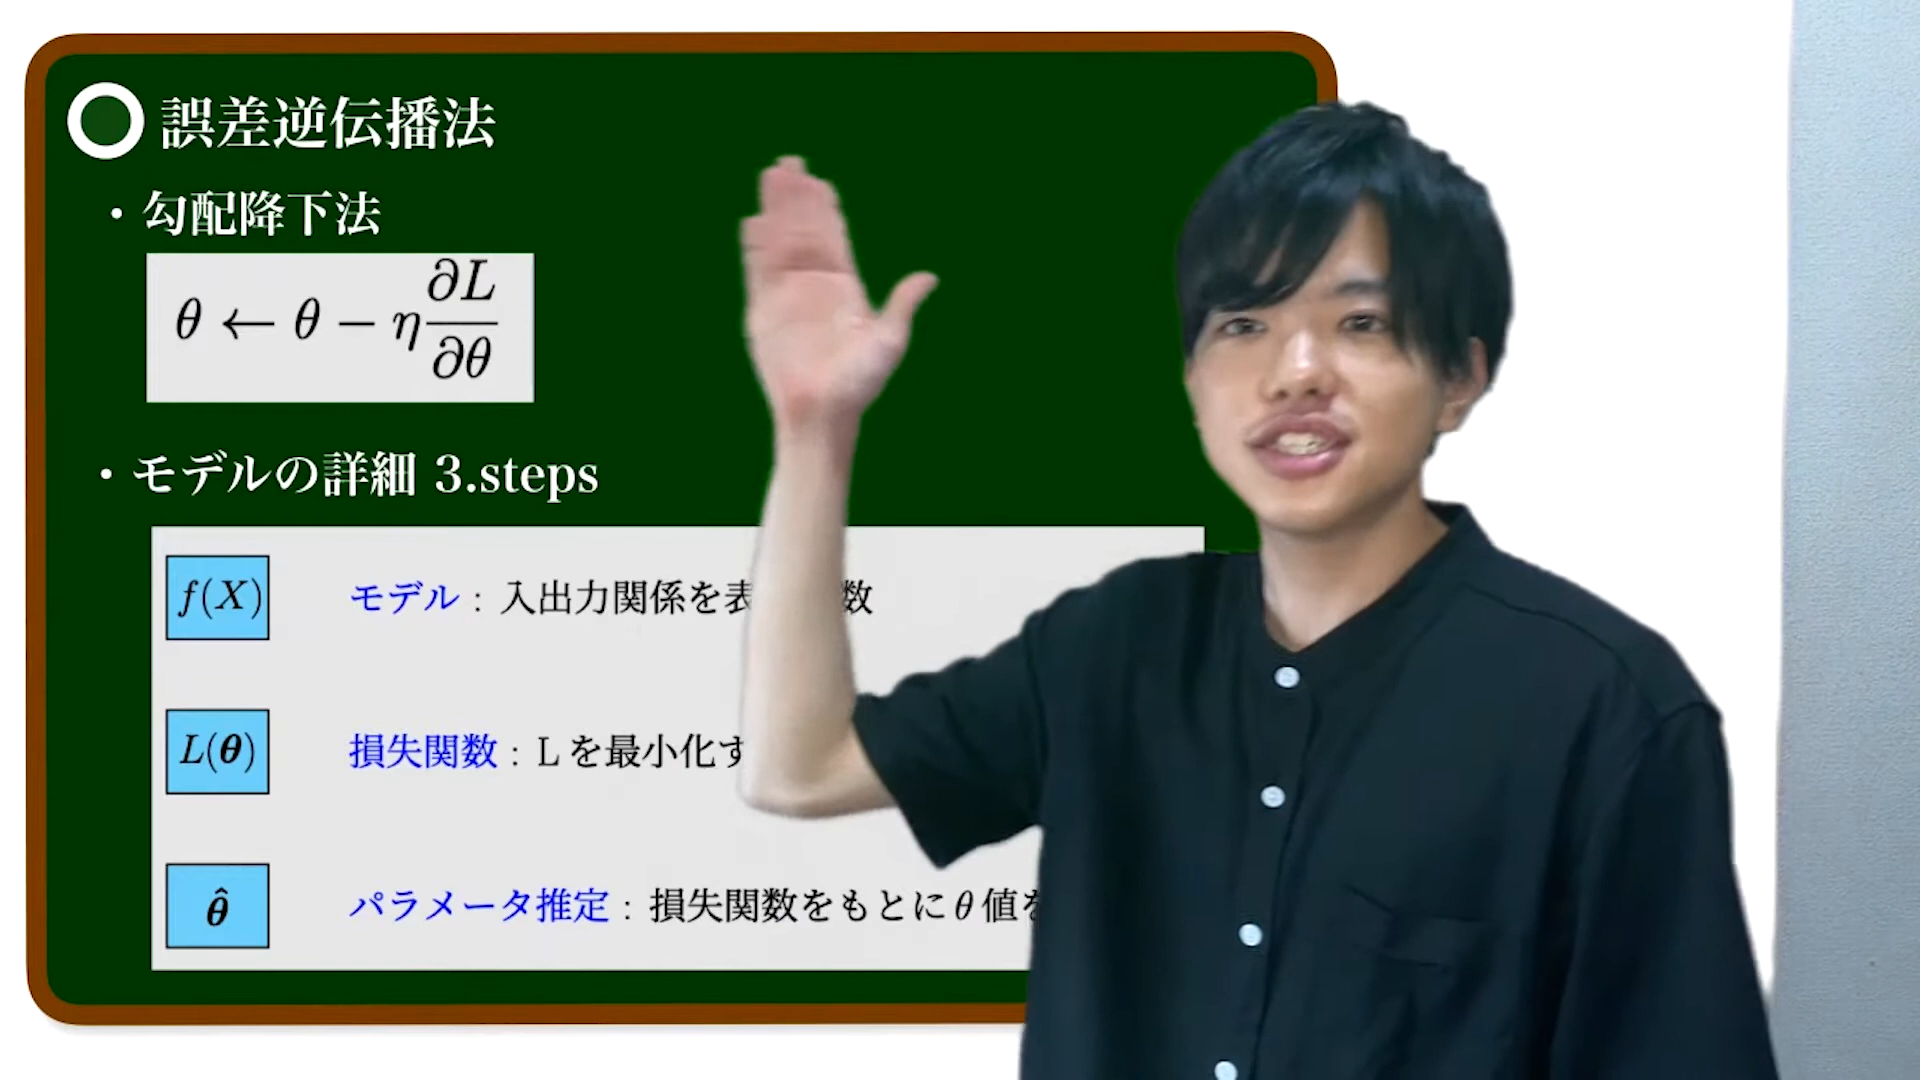 誤差逆伝播法
・勾配降下法
θ ← θ − η ∂L/∂θ
・モデルの詳細 3.steps
f(X) モデル : 入出力関係を表 数
L(θ) 損失関数 : L を最小化す
θ̂ パラメータ推定 : 損失関数をもとに θ 値を